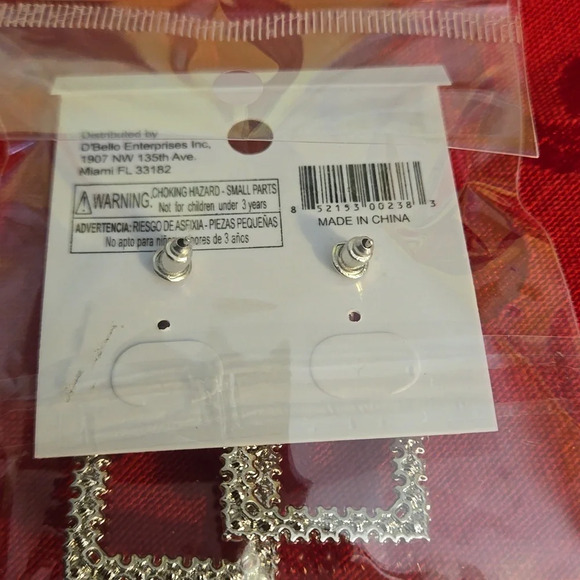 Distributed by
D'Bello Enterprises Inc,
1907 NW 135th Ave.
Miami FL 33182
WARNING: CHOKING HAZARD - SMALL PARTS
Not for children under 3 years
ADVERTENCIA: RIESGO DE ASFIXIA - PIEZAS PEQUEÑAS
No apto para niñ nores de 3 años
8 52153 00238 3
MADE IN CHINA